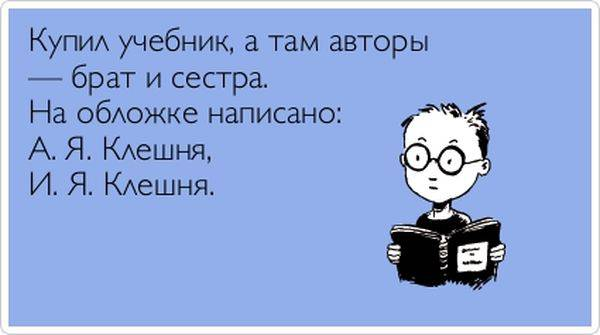 Купил учебник, а там авторы
— брат и сестра.
На обложке написано:
А. Я. Клешня,
И. Я. Клешня.